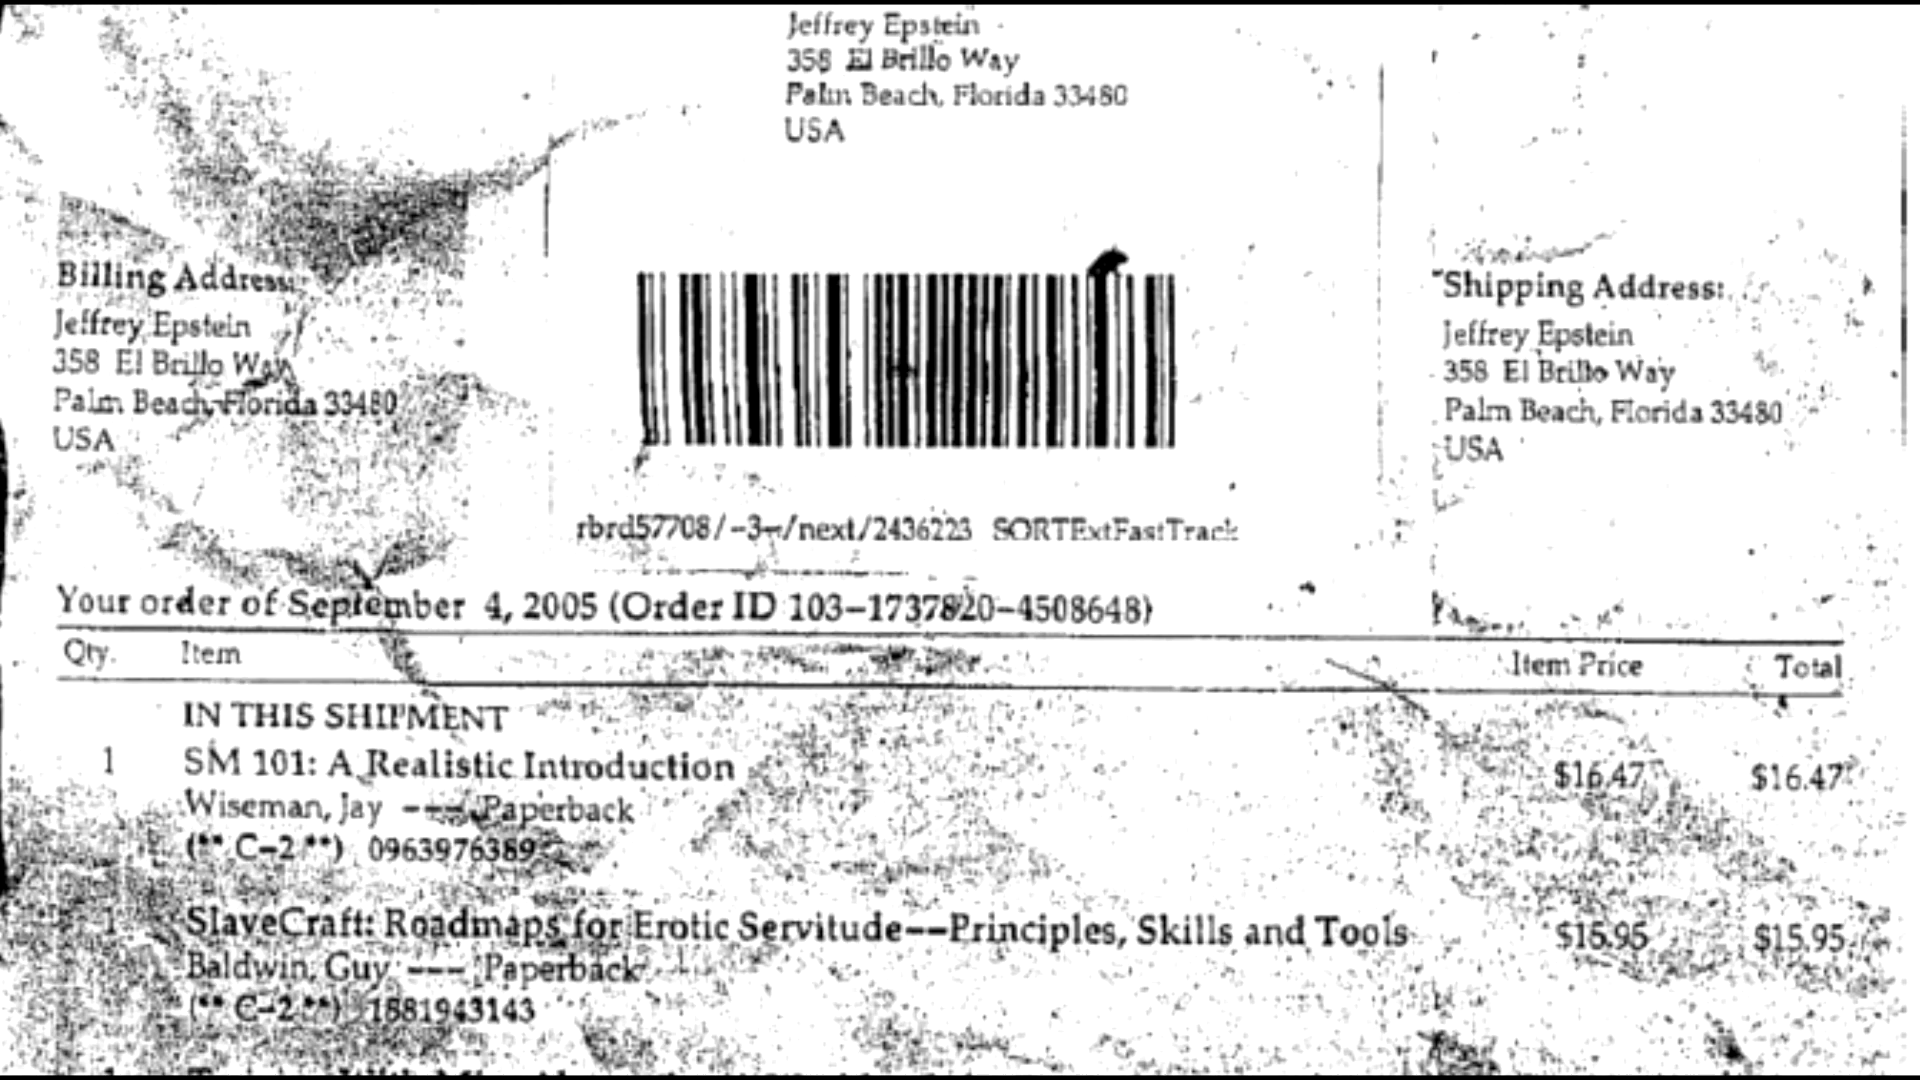 Jeffrey Epstein
358 El Brillo Way
Palm Beach, Florida 33480
USA
Billing Address:
Jeffrey Epstein
358 El Brillo Way
Palm Beach, Florida 33480
USA
Shipping Address:
Jeffrey Epstein
358 El Brillo Way
Palm Beach, Florida 33480
USA
rbrd57708/-3-/next/2436223 SORTExtFastTrack
Your order of September 4, 2005 (Order ID 103-1737820-4508648)
Qty. Item Item Price Total
IN THIS SHIPMENT
1 SM 101: A Realistic Introduction $16.47 $16.47
Wiseman, Jay --- Paperback
(** C-2 **) 0963976389
1 SlaveCraft: Roadmaps for Erotic Servitude--Principles, Skills and Tools $15.95 $15.95
Baldwin, Guy --- Paperback
(** C-2 **) 1881943143